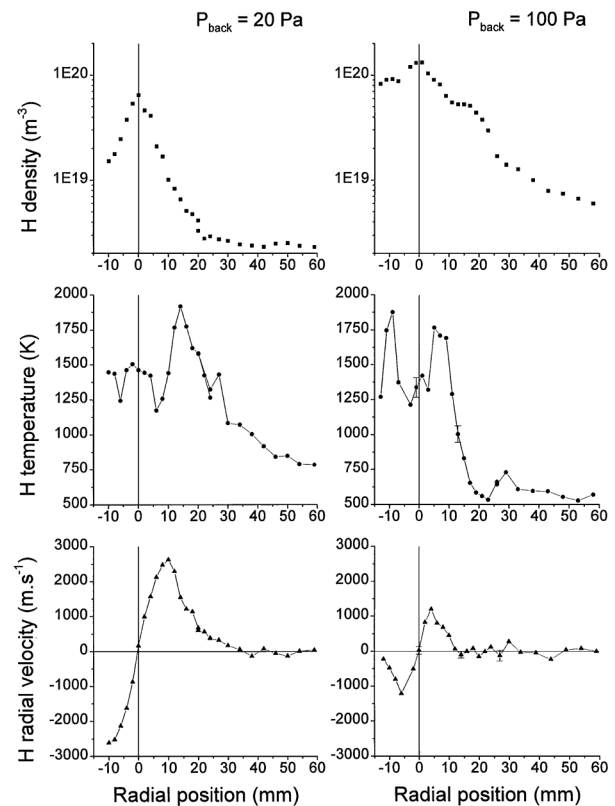 P_back = 20 Pa
P_back = 100 Pa
H density (m⁻³)
1E20
1E19
-10 0 10 20 30 40 50 60
1E20
1E19
-10 0 10 20 30 40 50 60
H temperature (K)
2000
1750
1500
1250
1000
750
500
-10 0 10 20 30 40 50 60
2000
1750
1500
1250
1000
750
500
-10 0 10 20 30 40 50 60
H radial velocity (m.s⁻¹)
3000
2000
1000
0
-1000
-2000
-3000
-10 0 10 20 30 40 50 60
Radial position (mm)
3000
2000
1000
0
-1000
-2000
-3000
-10 0 10 20 30 40 50 60
Radial position (mm)